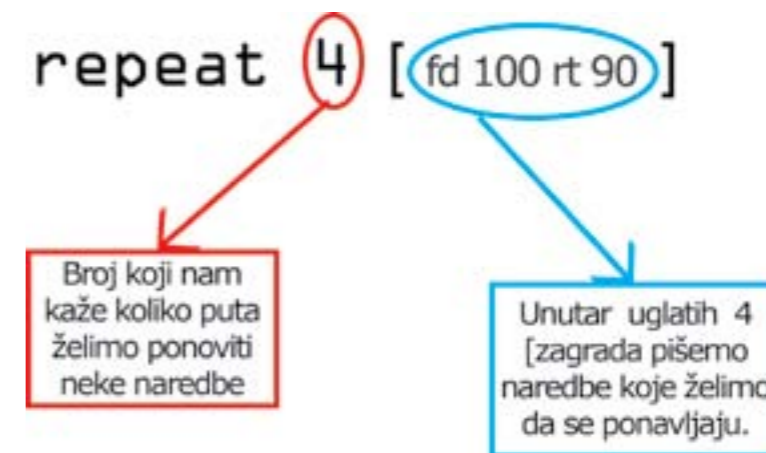 repeat 4 [ fd 100 rt 90 ]
Broj koji nam
kaže koliko puta
želimo ponoviti
neke naredbe
Unutar uglatih 4
[zagrada pišemo
naredbe koje želimo
da se ponavljaju.